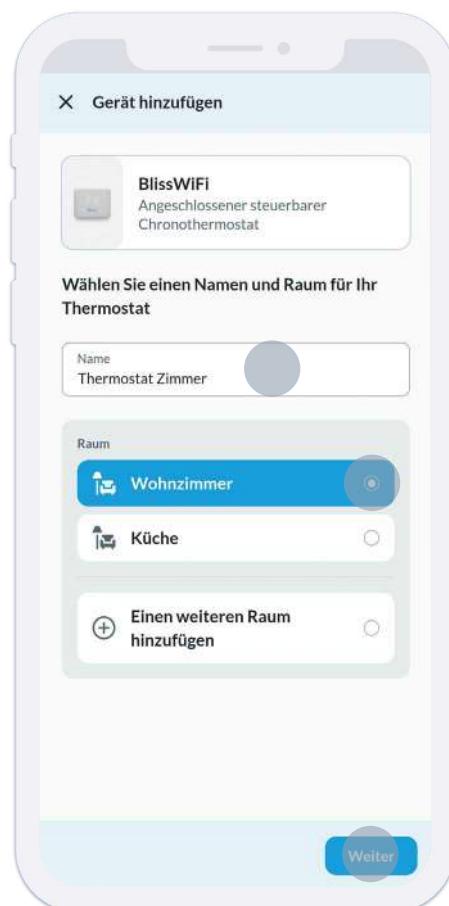 Gerät hinzufügen
BlissWiFi
Angeschlossener steuerbarer
Chronothermostat
Wählen Sie einen Namen und Raum für Ihr
Thermostat
Name
Thermostat Zimmer
Raum
Wohnzimmer
Küche
Einen weiteren Raum
hinzufügen
Weiter